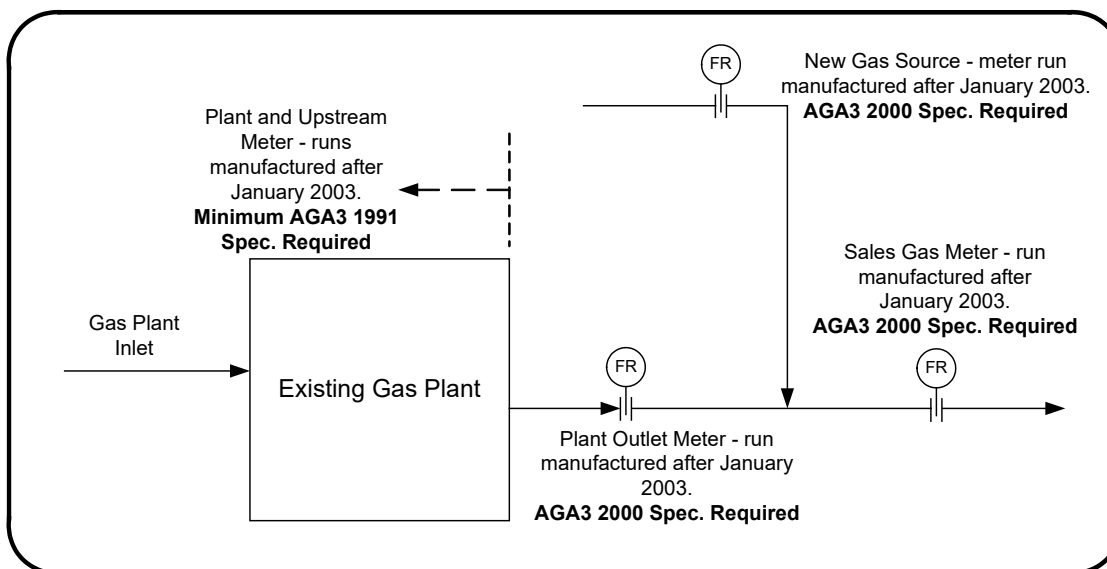 FR
New Gas Source - meter run
manufactured after January 2003.
AGA3 2000 Spec. Required
Plant and Upstream
Meter - runs
manufactured after
January 2003.
Minimum AGA3 1991
Spec. Required
Sales Gas Meter - run
manufactured after
January 2003.
AGA3 2000 Spec. Required
Gas Plant
Inlet
Existing Gas Plant
FR
FR
Plant Outlet Meter - run
manufactured after January
2003.
AGA3 2000 Spec. Required